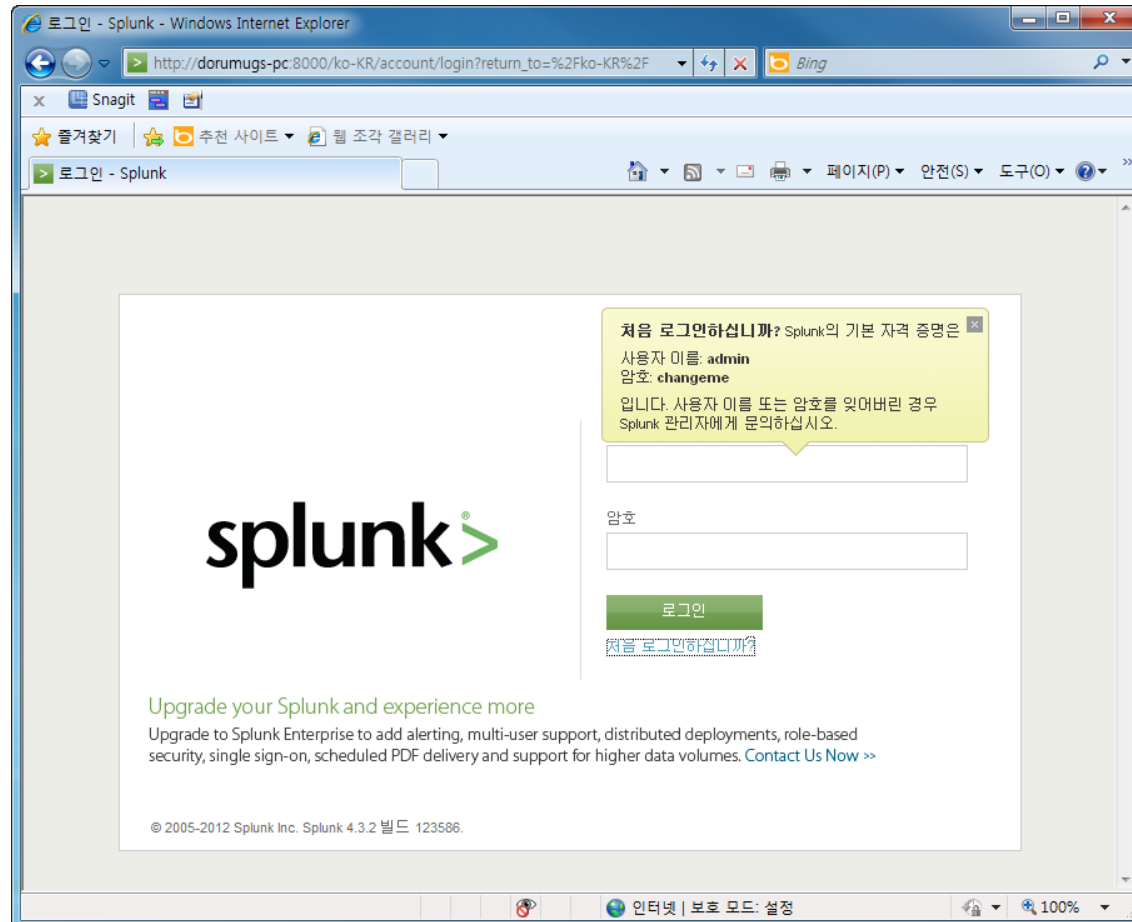 로그인 - Splunk - Windows Internet Explorer
http://dorumugs-pc:8000/ko-KR/account/login?return_to=%2Fko-KR%2F
Bing
x Snagit
즐겨찾기 추천 사이트 웹 조각 갤러리
로그인 - Splunk
페이지(P) 안전(S) 도구(O)
처음 로그인하십니까? Splunk의 기본 자격 증명은
사용자 이름: admin
암호: changeme
입니다. 사용자 이름 또는 암호를 잊어버린 경우
Splunk 관리자에게 문의하십시오.
암호
splunk>®
로그인
처음 로그인하십니까?
Upgrade your Splunk and experience more
Upgrade to Splunk Enterprise to add alerting, multi-user support, distributed deployments, role-based
security, single sign-on, scheduled PDF delivery and support for higher data volumes. Contact Us Now >>
© 2005-2012 Splunk Inc. Splunk 4.3.2 빌드 123586.
인터넷 | 보호 모드: 설정
100%